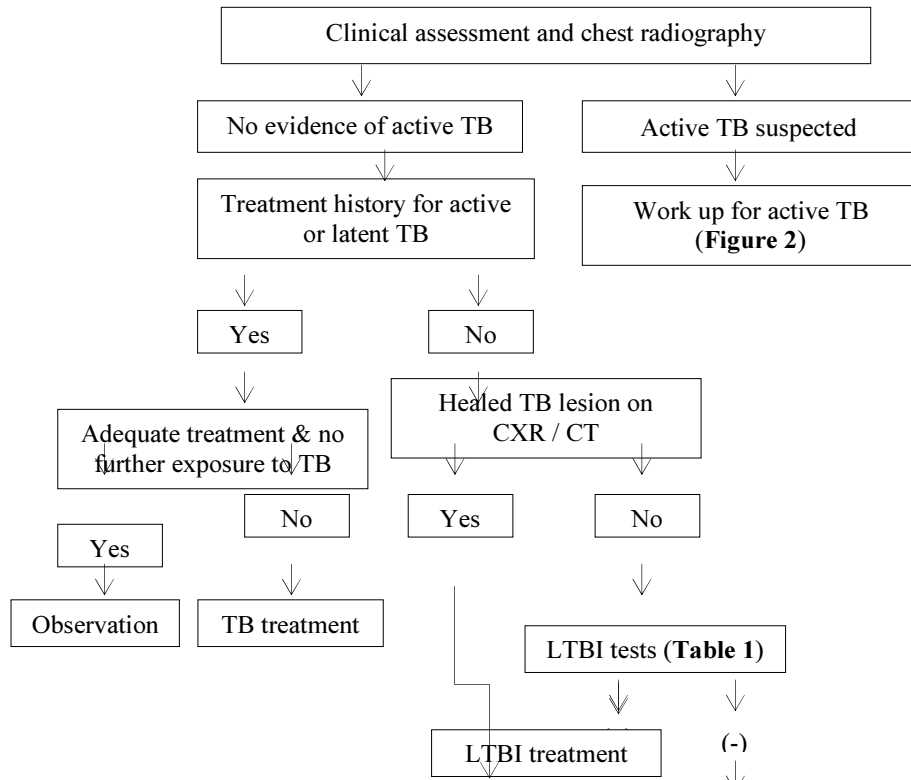 Clinical assessment and chest radiography
No evidence of active TB
Active TB suspected
Treatment history for active
or latent TB
Work up for active TB
(Figure 2)
Yes
No
Adequate treatment & no
further exposure to TB
Healed TB lesion on
CXR / CT
No
Yes
No
Yes
Observation
TB treatment
LTBI tests (Table 1)
LTBI treatment
(-)